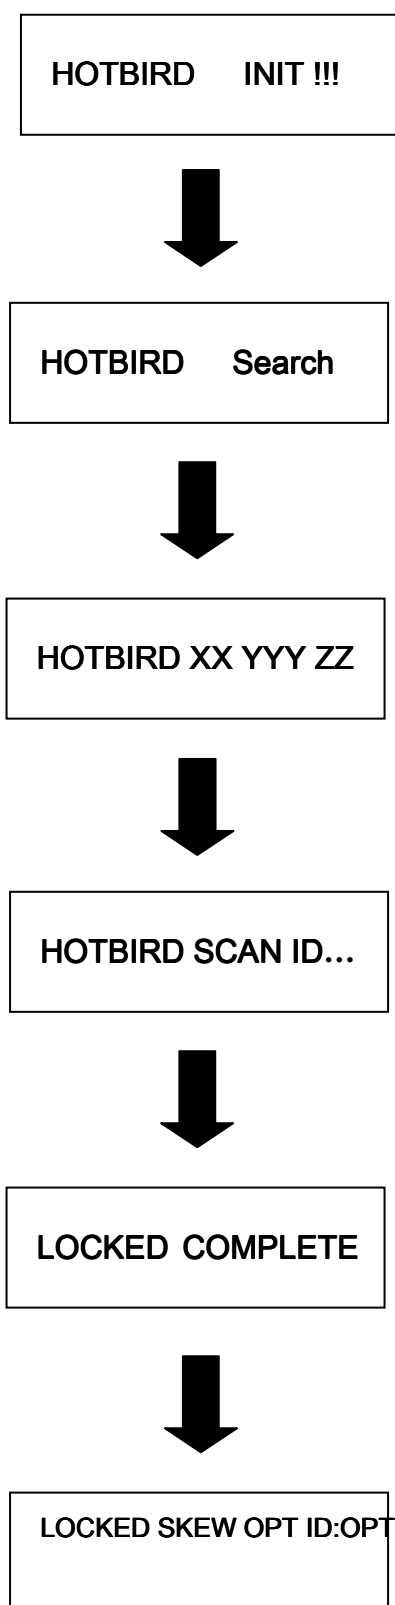 HOTBIRD INIT !!!
HOTBIRD Search
HOTBIRD XX YYY ZZ
HOTBIRD SCAN ID...
LOCKED COMPLETE
LOCKED SKEW OPT ID:OPT